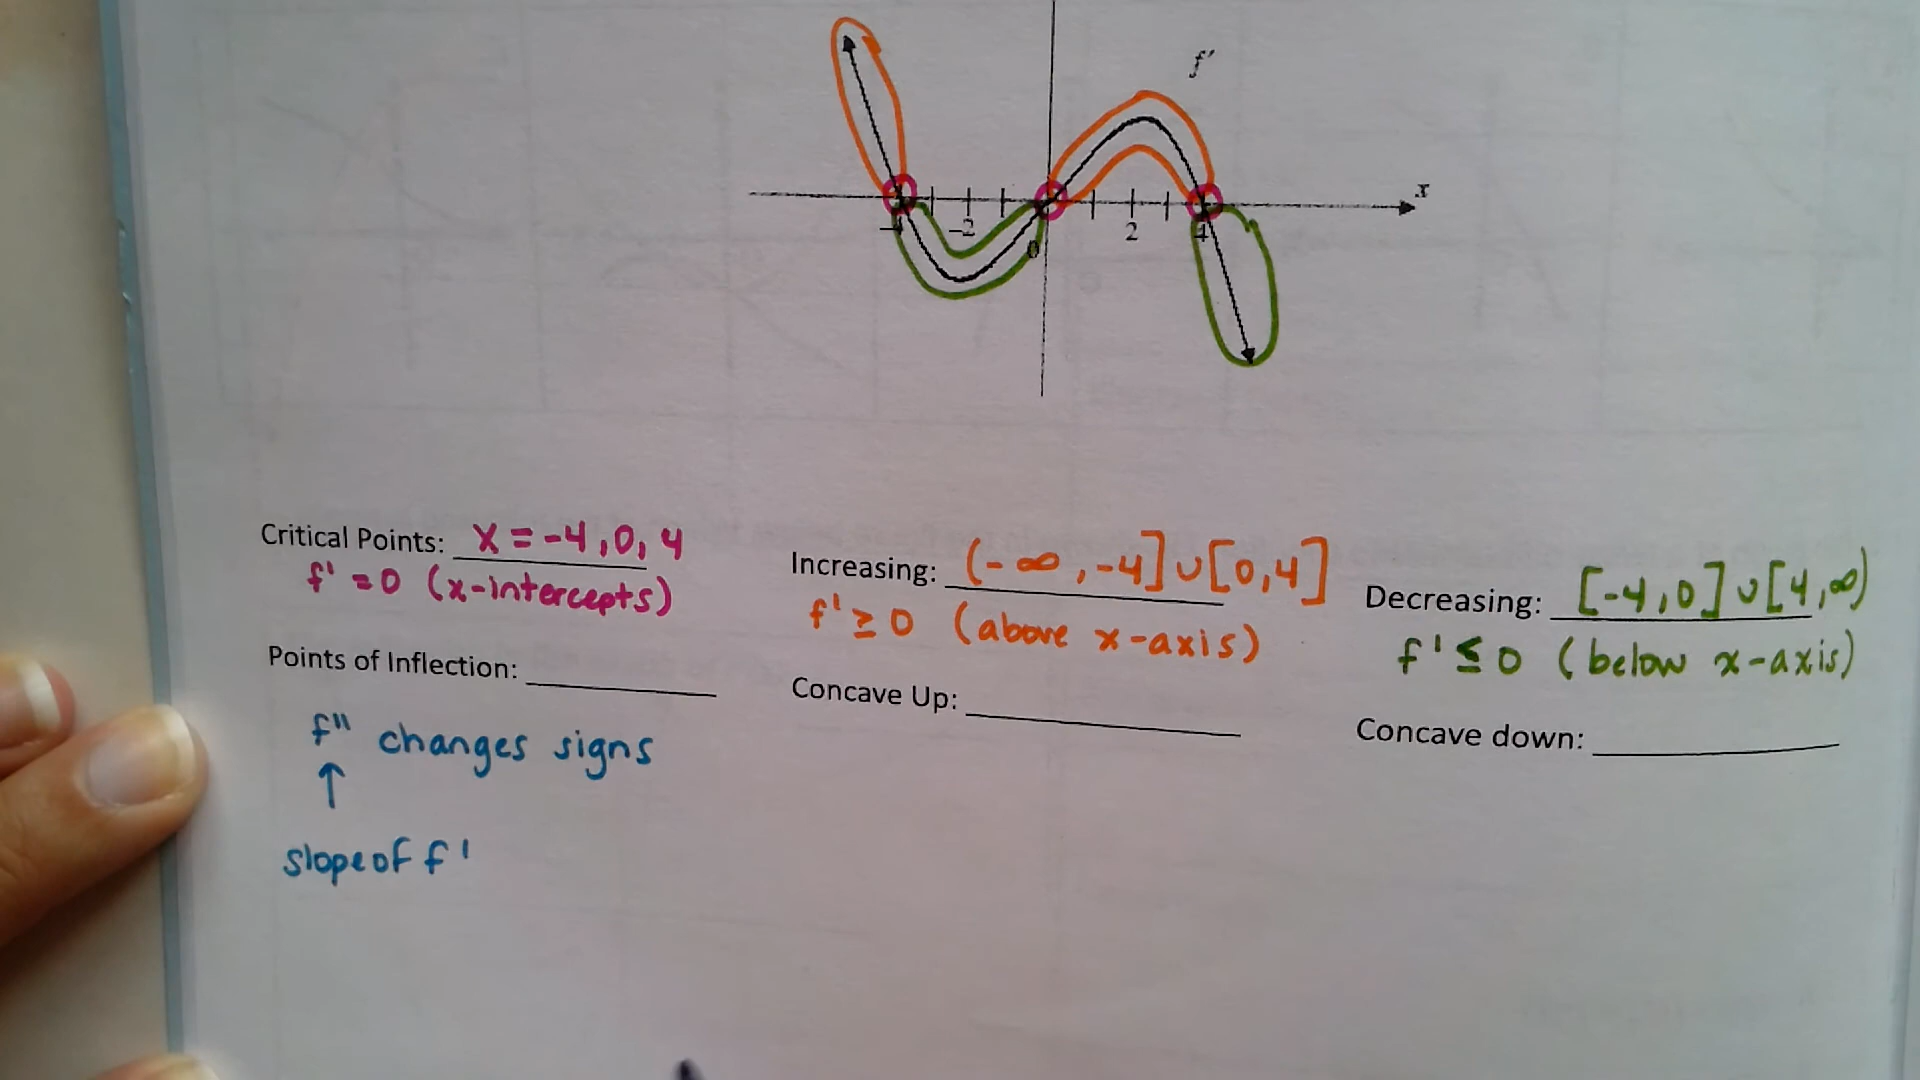 f'
x
-4 -2 0 2 4
Critical Points: x = -4, 0, 4
f' = 0 (x-intercepts)
Increasing: (-∞, -4] ∪ [0, 4]
f' ≥ 0 (above x-axis)
Decreasing: [-4, 0] ∪ [4, ∞)
f' ≤ 0 (below x-axis)
Points of Inflection:
Concave Up:
Concave down:
f" changes signs
↑
slope of f'